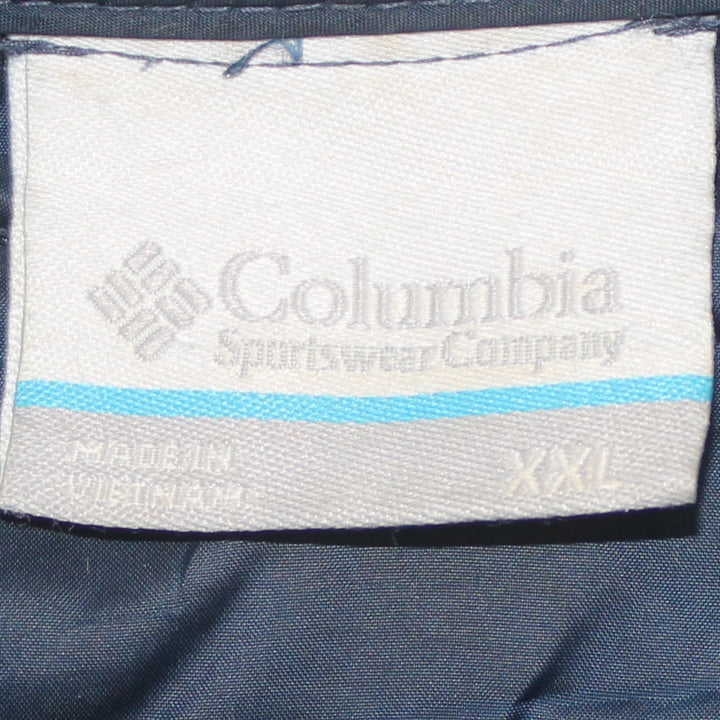 Columbia
Sportswear Company
MADE IN
VIETNAM
XXL